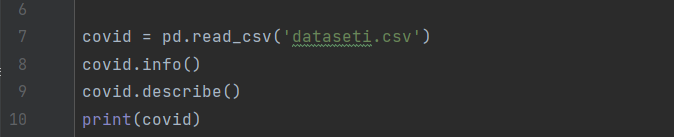 6
7 covid = pd.read_csv('dataseti.csv')
8 covid.info()
9 covid.describe()
10 print(covid)